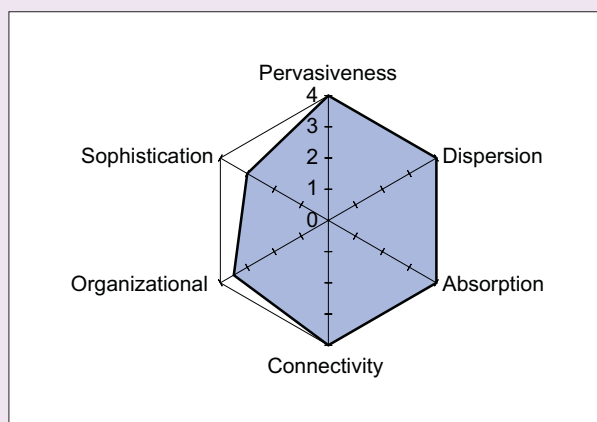 Pervasiveness
4
3
Sophistication 2 Dispersion
1
0
Organizational Absorption
Connectivity